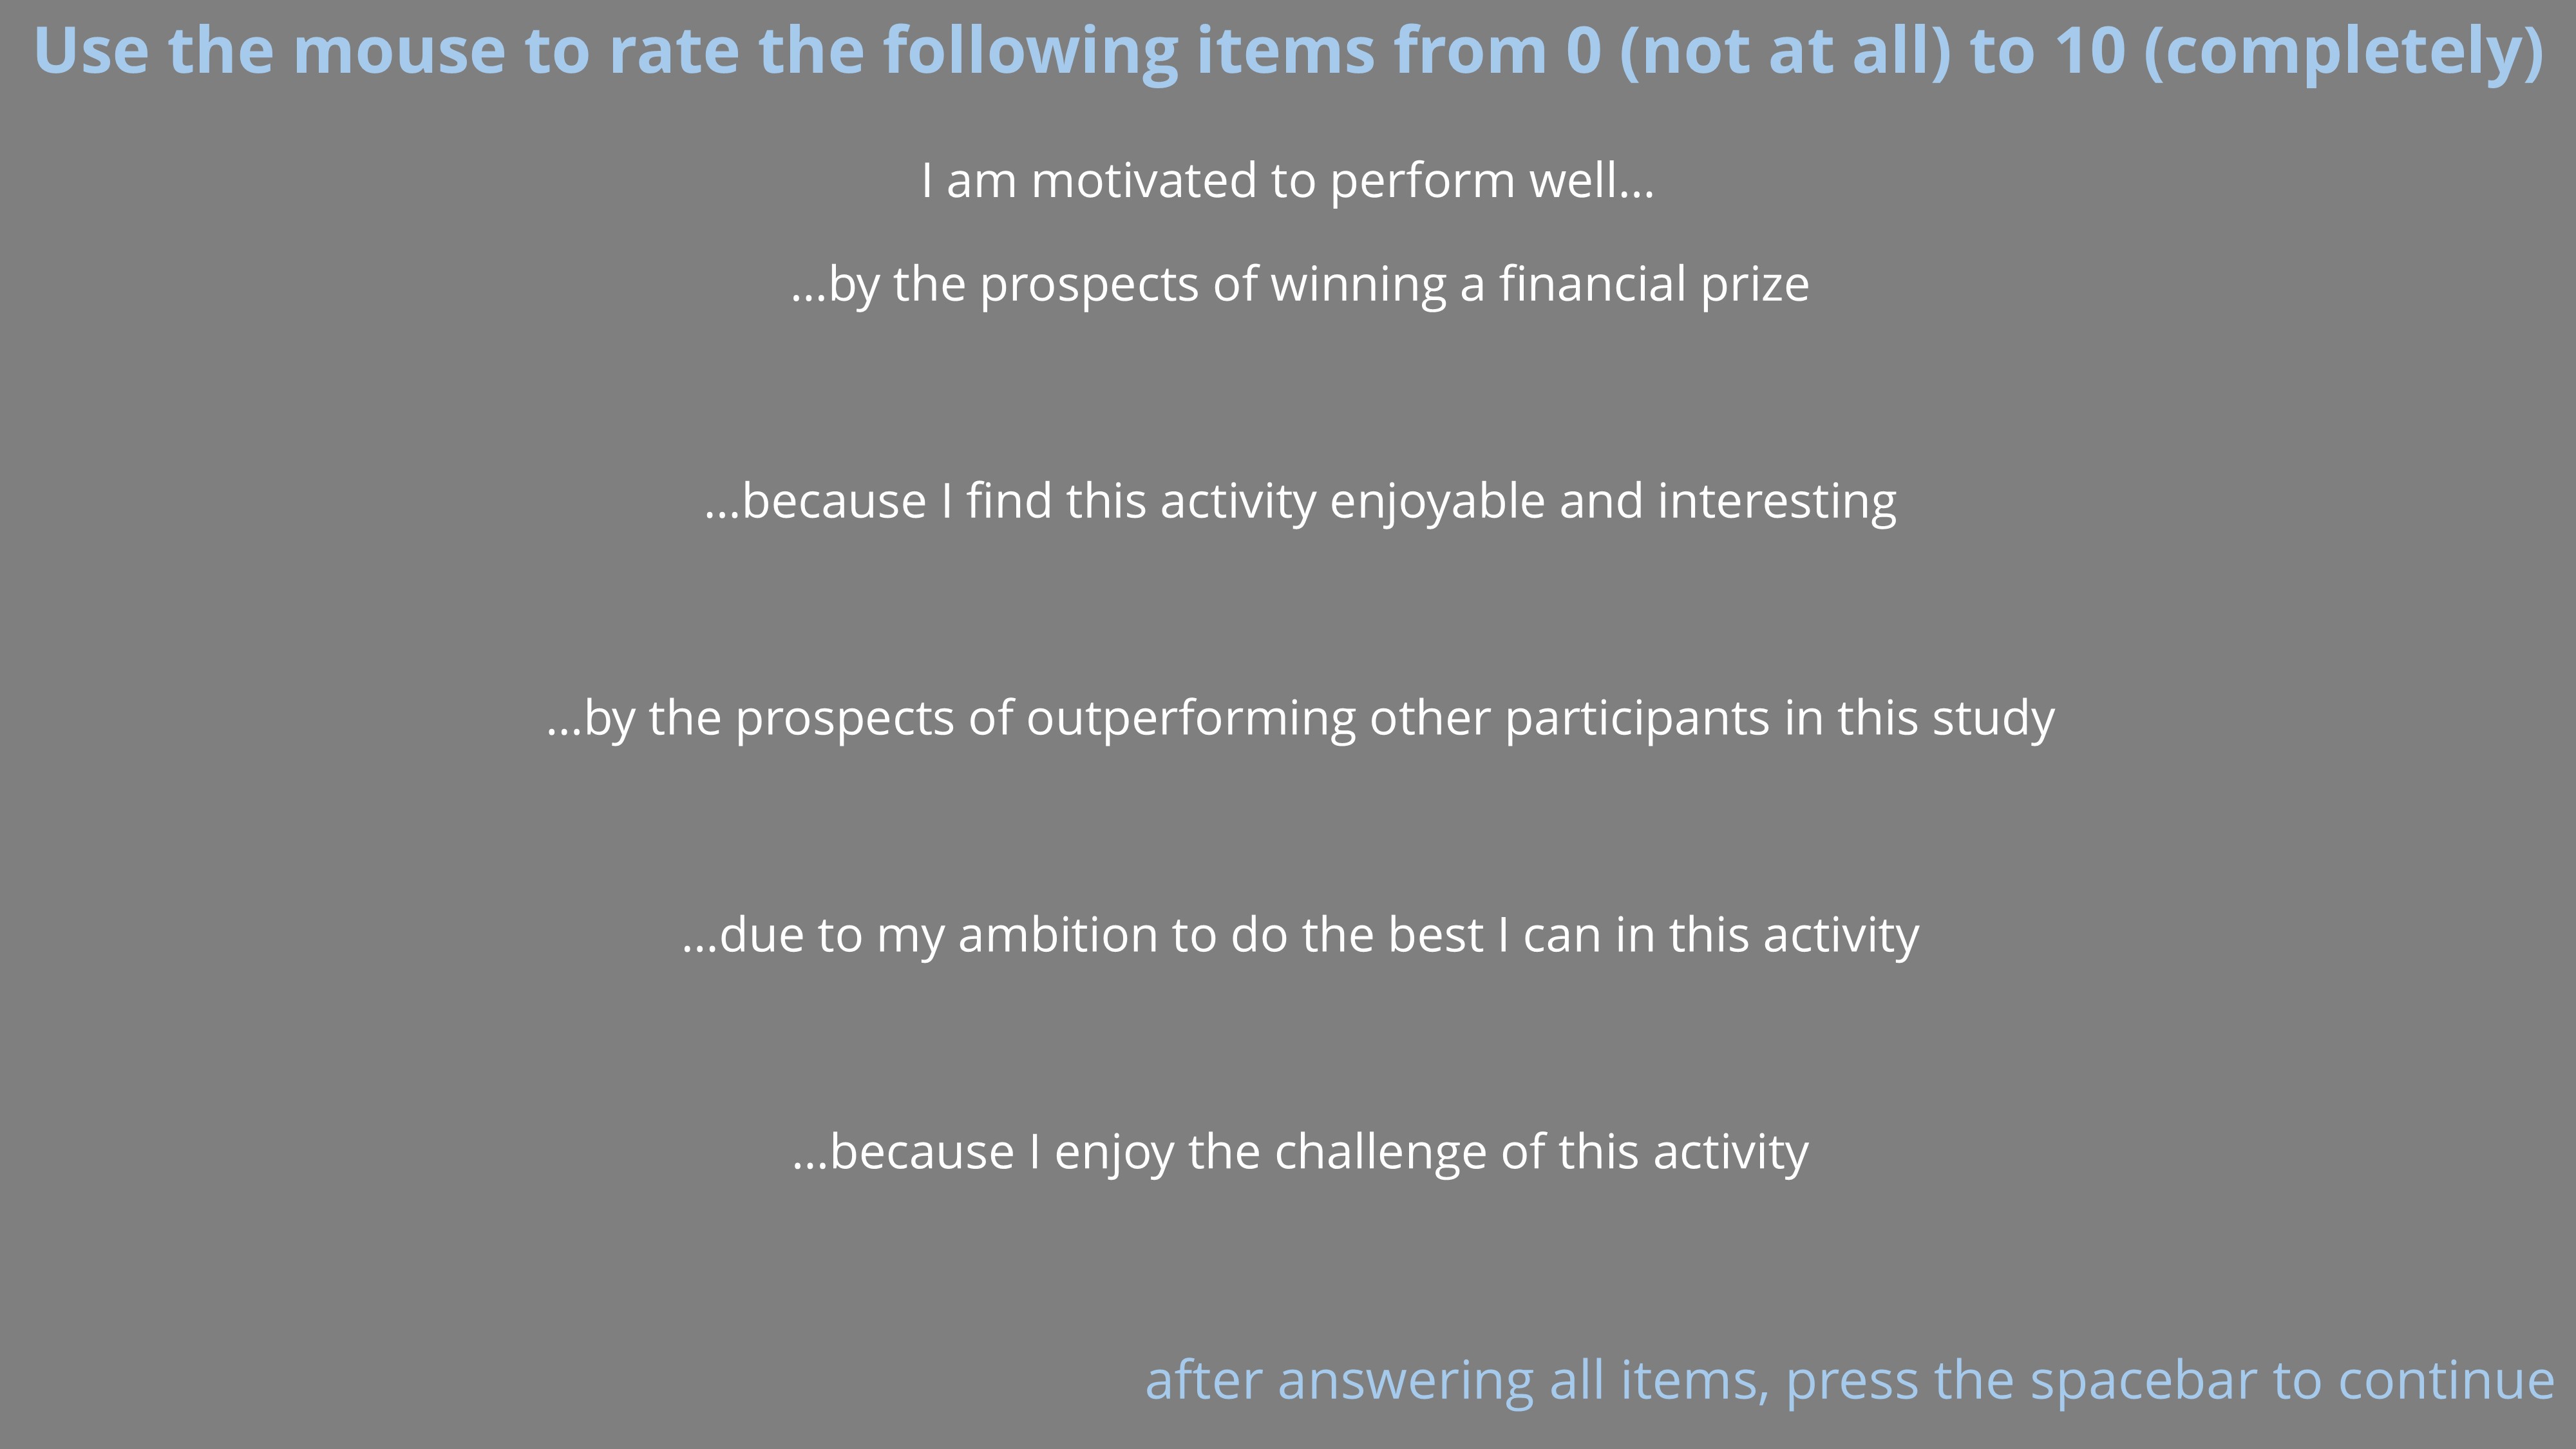 Use the mouse to rate the following items from 0 (not at all) to 10 (completely)
I am motivated to perform well...
...by the prospects of winning a financial prize
...because I find this activity enjoyable and interesting
...by the prospects of outperforming other participants in this study
...due to my ambition to do the best I can in this activity
...because I enjoy the challenge of this activity
after answering all items, press the spacebar to continue